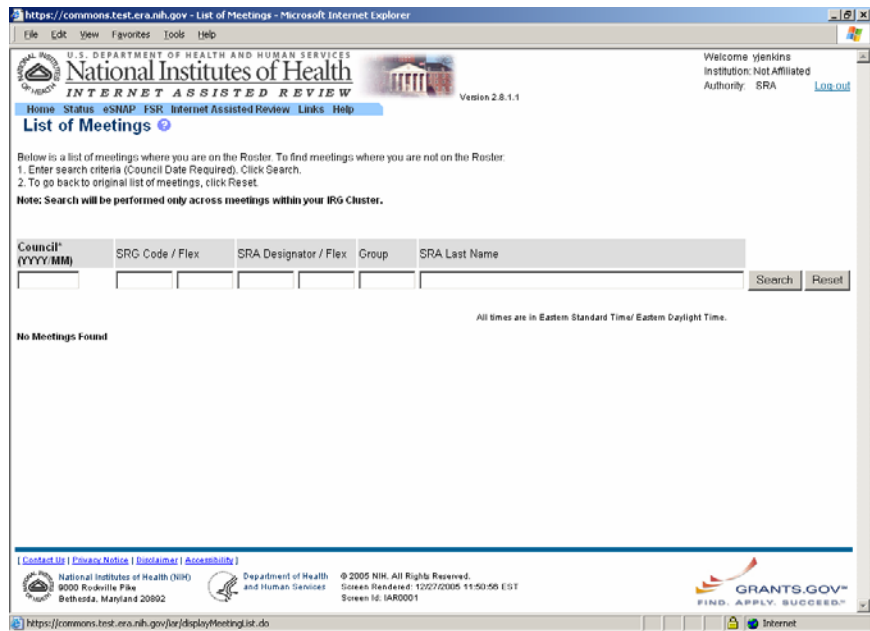 https://commons.test.era.nih.gov - List of Meetings - Microsoft Internet Explorer
File Edit View Favorites Tools Help
U.S. DEPARTMENT OF HEALTH AND HUMAN SERVICES
National Institutes of Health
INTERNET ASSISTED REVIEW
Version 2.8.1.1
Welcome vjenkins
Institution: Not Affiliated
Authority: SRA Log-out
Home Status eSNAP FSR Internet Assisted Review Links Help
List of Meetings ?
Below is a list of meetings where you are on the Roster. To find meetings where you are not on the Roster:
1. Enter search criteria (Council Date Required). Click Search.
2. To go back to original list of meetings, click Reset.
Note: Search will be performed only across meetings within your IRG Cluster.
Council* (YYYY/MM) SRG Code / Flex SRA Designator / Flex Group SRA Last Name
Search Reset
All times are in Eastern Standard Time/ Eastern Daylight Time.
No Meetings Found
[ Contact Us | Privacy Notice | Disclaimer | Accessibility ]
National Institutes of Health (NIH)
9000 Rockville Pike
Bethesda, Maryland 20892
Department of Health
and Human Services
© 2005 NIH. All Rights Reserved.
Screen Rendered: 12/27/2005 11:50:56 EST
Screen Id: IAR0001
GRANTS.GOV℠
FIND. APPLY. SUCCEED.℠
https://commons.test.era.nih.gov/iar/displayMeetingList.do
Internet